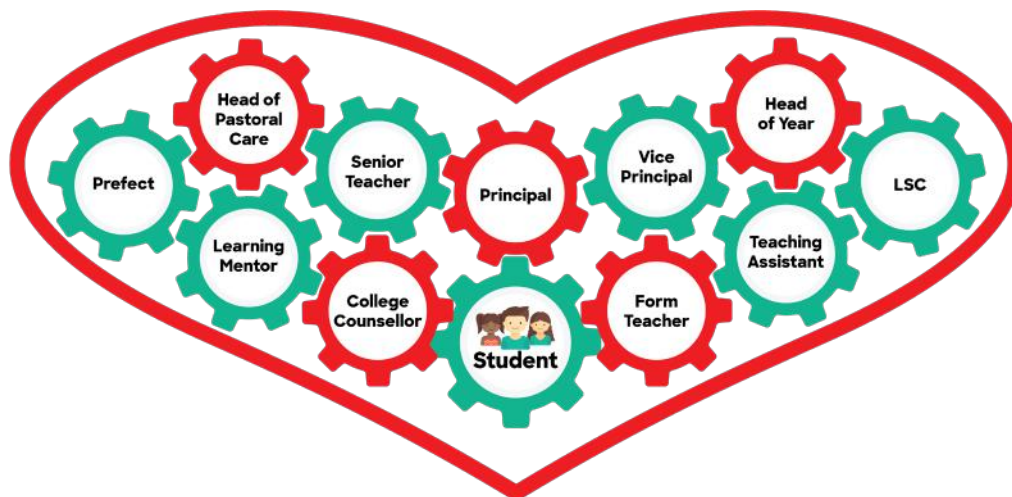 Head of
Pastoral
Care
Head
of Year
Prefect
Senior
Teacher
Principal
Vice
Principal
LSC
Learning
Mentor
Teaching
Assistant
College
Counsellor
Form
Teacher
Student